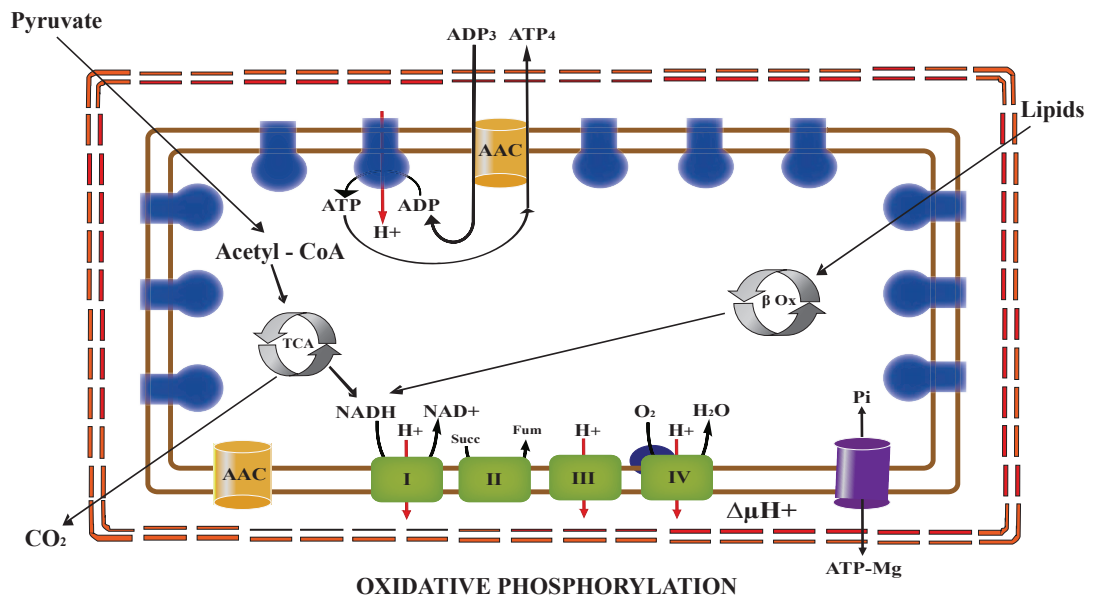 Pyruvate
ADP3 ATP4
Lipids
AAC
ATP ADP
H+
Acetyl - CoA
β Ox
TCA
NADH NAD+ O₂ H₂O Pi
H+ Succ Fum H+ H+
AAC I II III IV
ΔμH+
CO₂
ATP-Mg
OXIDATIVE PHOSPHORYLATION